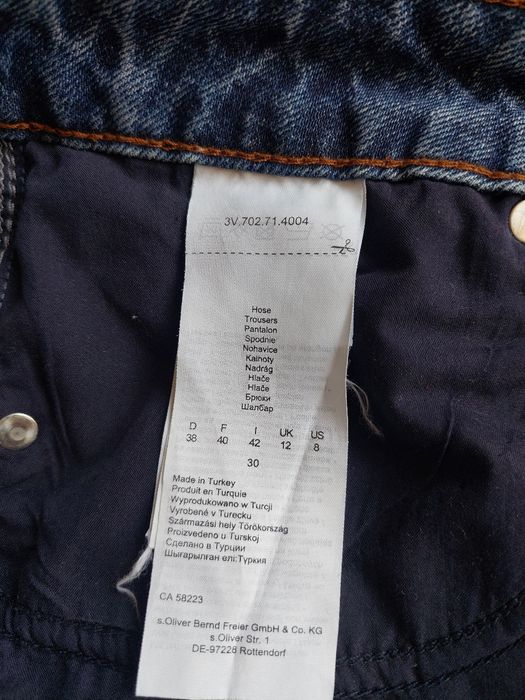 3V.702.71.4004
Hose
Trousers
Pantalon
Spodnie
Nohavice
Kalhoty
Nadrág
Hlače
Hlače
Брюки
Шалбар
D F I UK US
38 40 42 12 8
30
Made in Turkey
Produit en Turquie
Wyprodukowano w Turcji
Vyrobené v Turecku
Származási hely Törökország
Proizvedeno u Turskoj
Сделано в Турции
Шығарылған елі:Түркия
CA 58223
s.Oliver Bernd Freier GmbH & Co. KG
s.Oliver Str. 1
DE-97228 Rottendorf